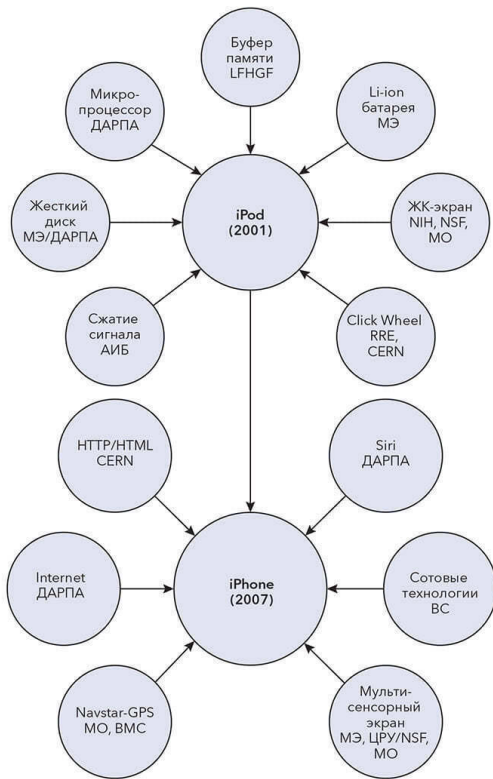 Буфер
памяти
LFHGF
Микро-
процессор
ДАРПА
Li-ion
батарея
МЭ
Жесткий
диск
МЭ/ДАРПА
iPod
(2001)
ЖК-экран
NIH, NSF,
МО
Сжатие
сигнала
АИБ
Click Wheel
RRE,
CERN
HTTP/HTML
CERN
Siri
ДАРПА
Internet
ДАРПА
iPhone
(2007)
Сотовые
технологии
ВС
Navstar-GPS
МО, ВМС
Мульти-
сенсорный
экран
МЭ, ЦРУ/NSF,
МО